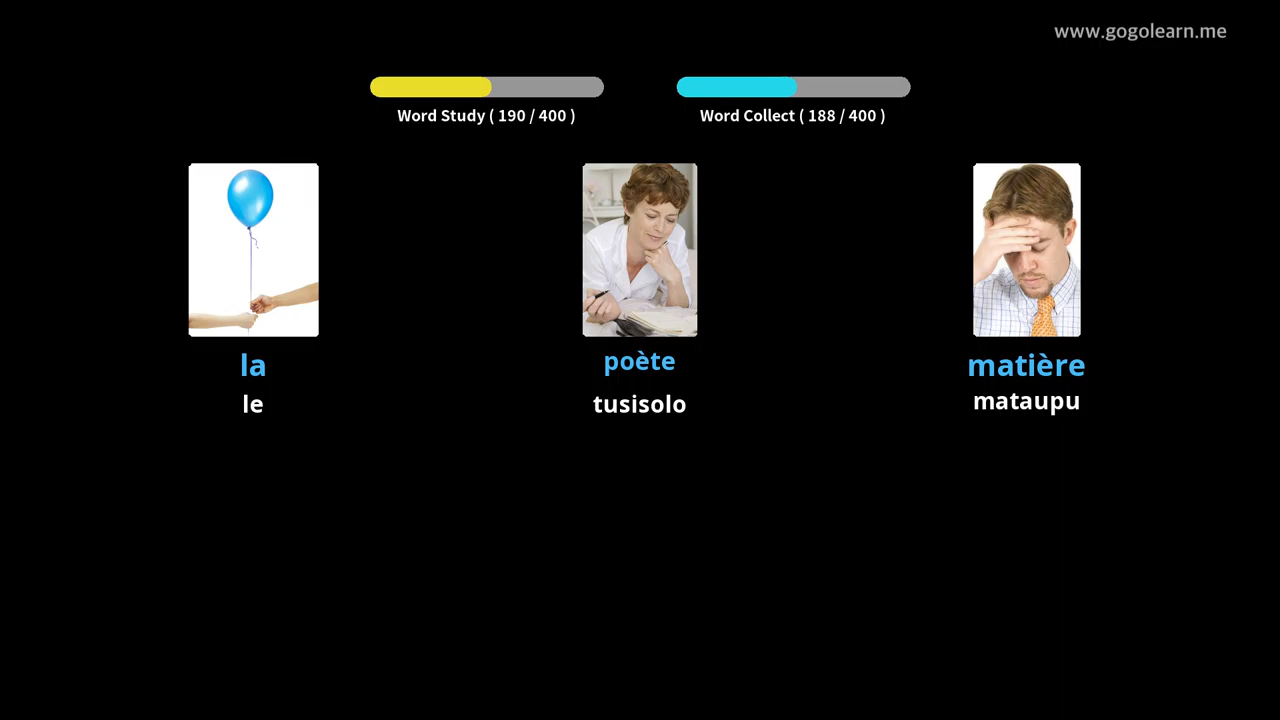 www.gogolearn.me
Word Study ( 190 / 400 )
Word Collect ( 188 / 400 )
la
le
poète
tusisolo
matière
mataupu